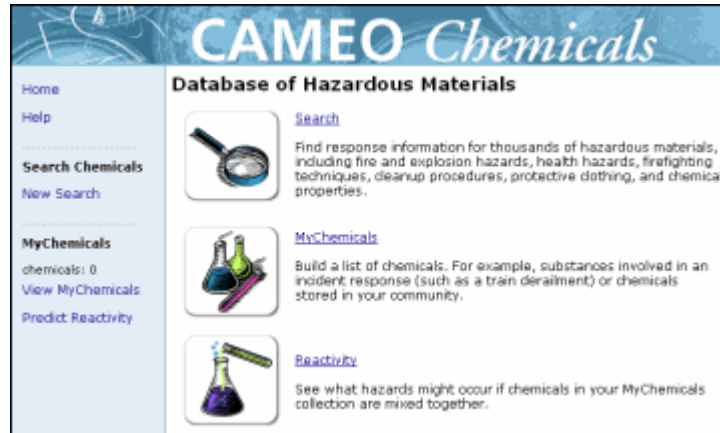 CAMEO Chemicals
Home
Help
Search Chemicals
New Search
MyChemicals
chemicals: 0
View MyChemicals
Predict Reactivity
Database of Hazardous Materials
Search
Find response information for thousands of hazardous materials,
including fire and explosion hazards, health hazards, firefighting
techniques, cleanup procedures, protective clothing, and chemica
properties.
MyChemicals
Build a list of chemicals. For example, substances involved in an
incident response (such as a train derailment) or chemicals
stored in your community.
Reactivity
See what hazards might occur if chemicals in your MyChemicals
collection are mixed together.